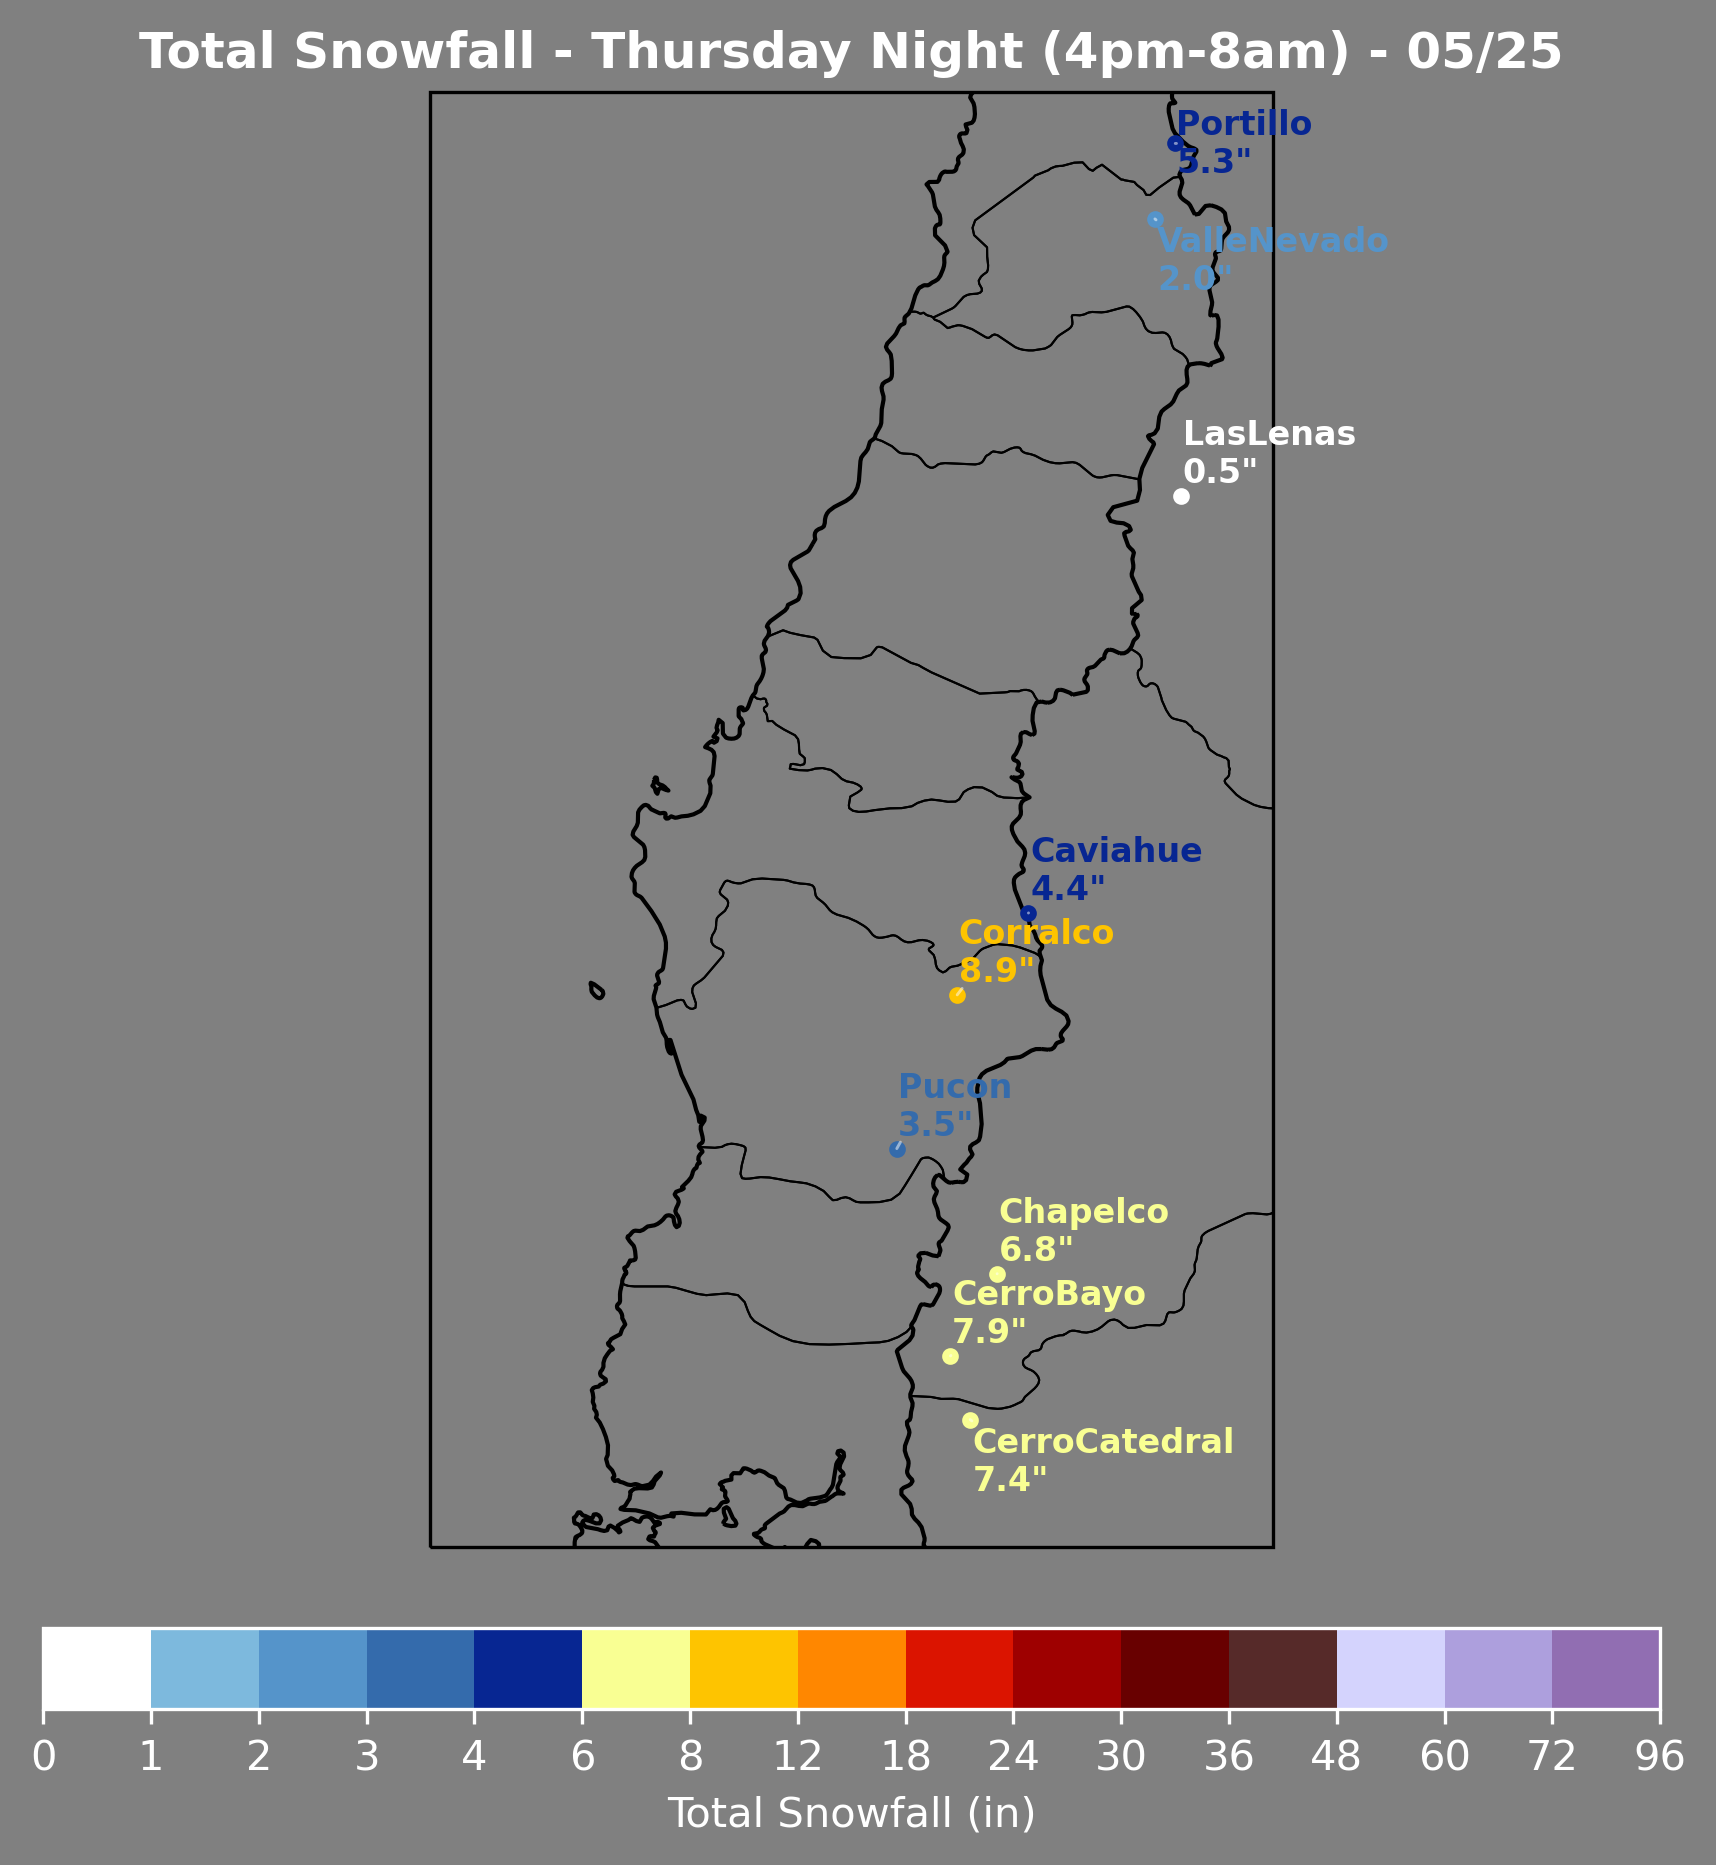 Total Snowfall - Thursday Night (4pm-8am) - 05/25
Portillo
5.3"
ValleNevado
2.0"
LasLenas
0.5"
Caviahue
4.4"
Corralco
8.9"
Pucon
3.5"
Chapelco
6.8"
CerroBayo
7.9"
CerroCatedral
7.4"
0 1 2 3 4 6 8 12 18 24 30 36 48 60 72 96
Total Snowfall (in)